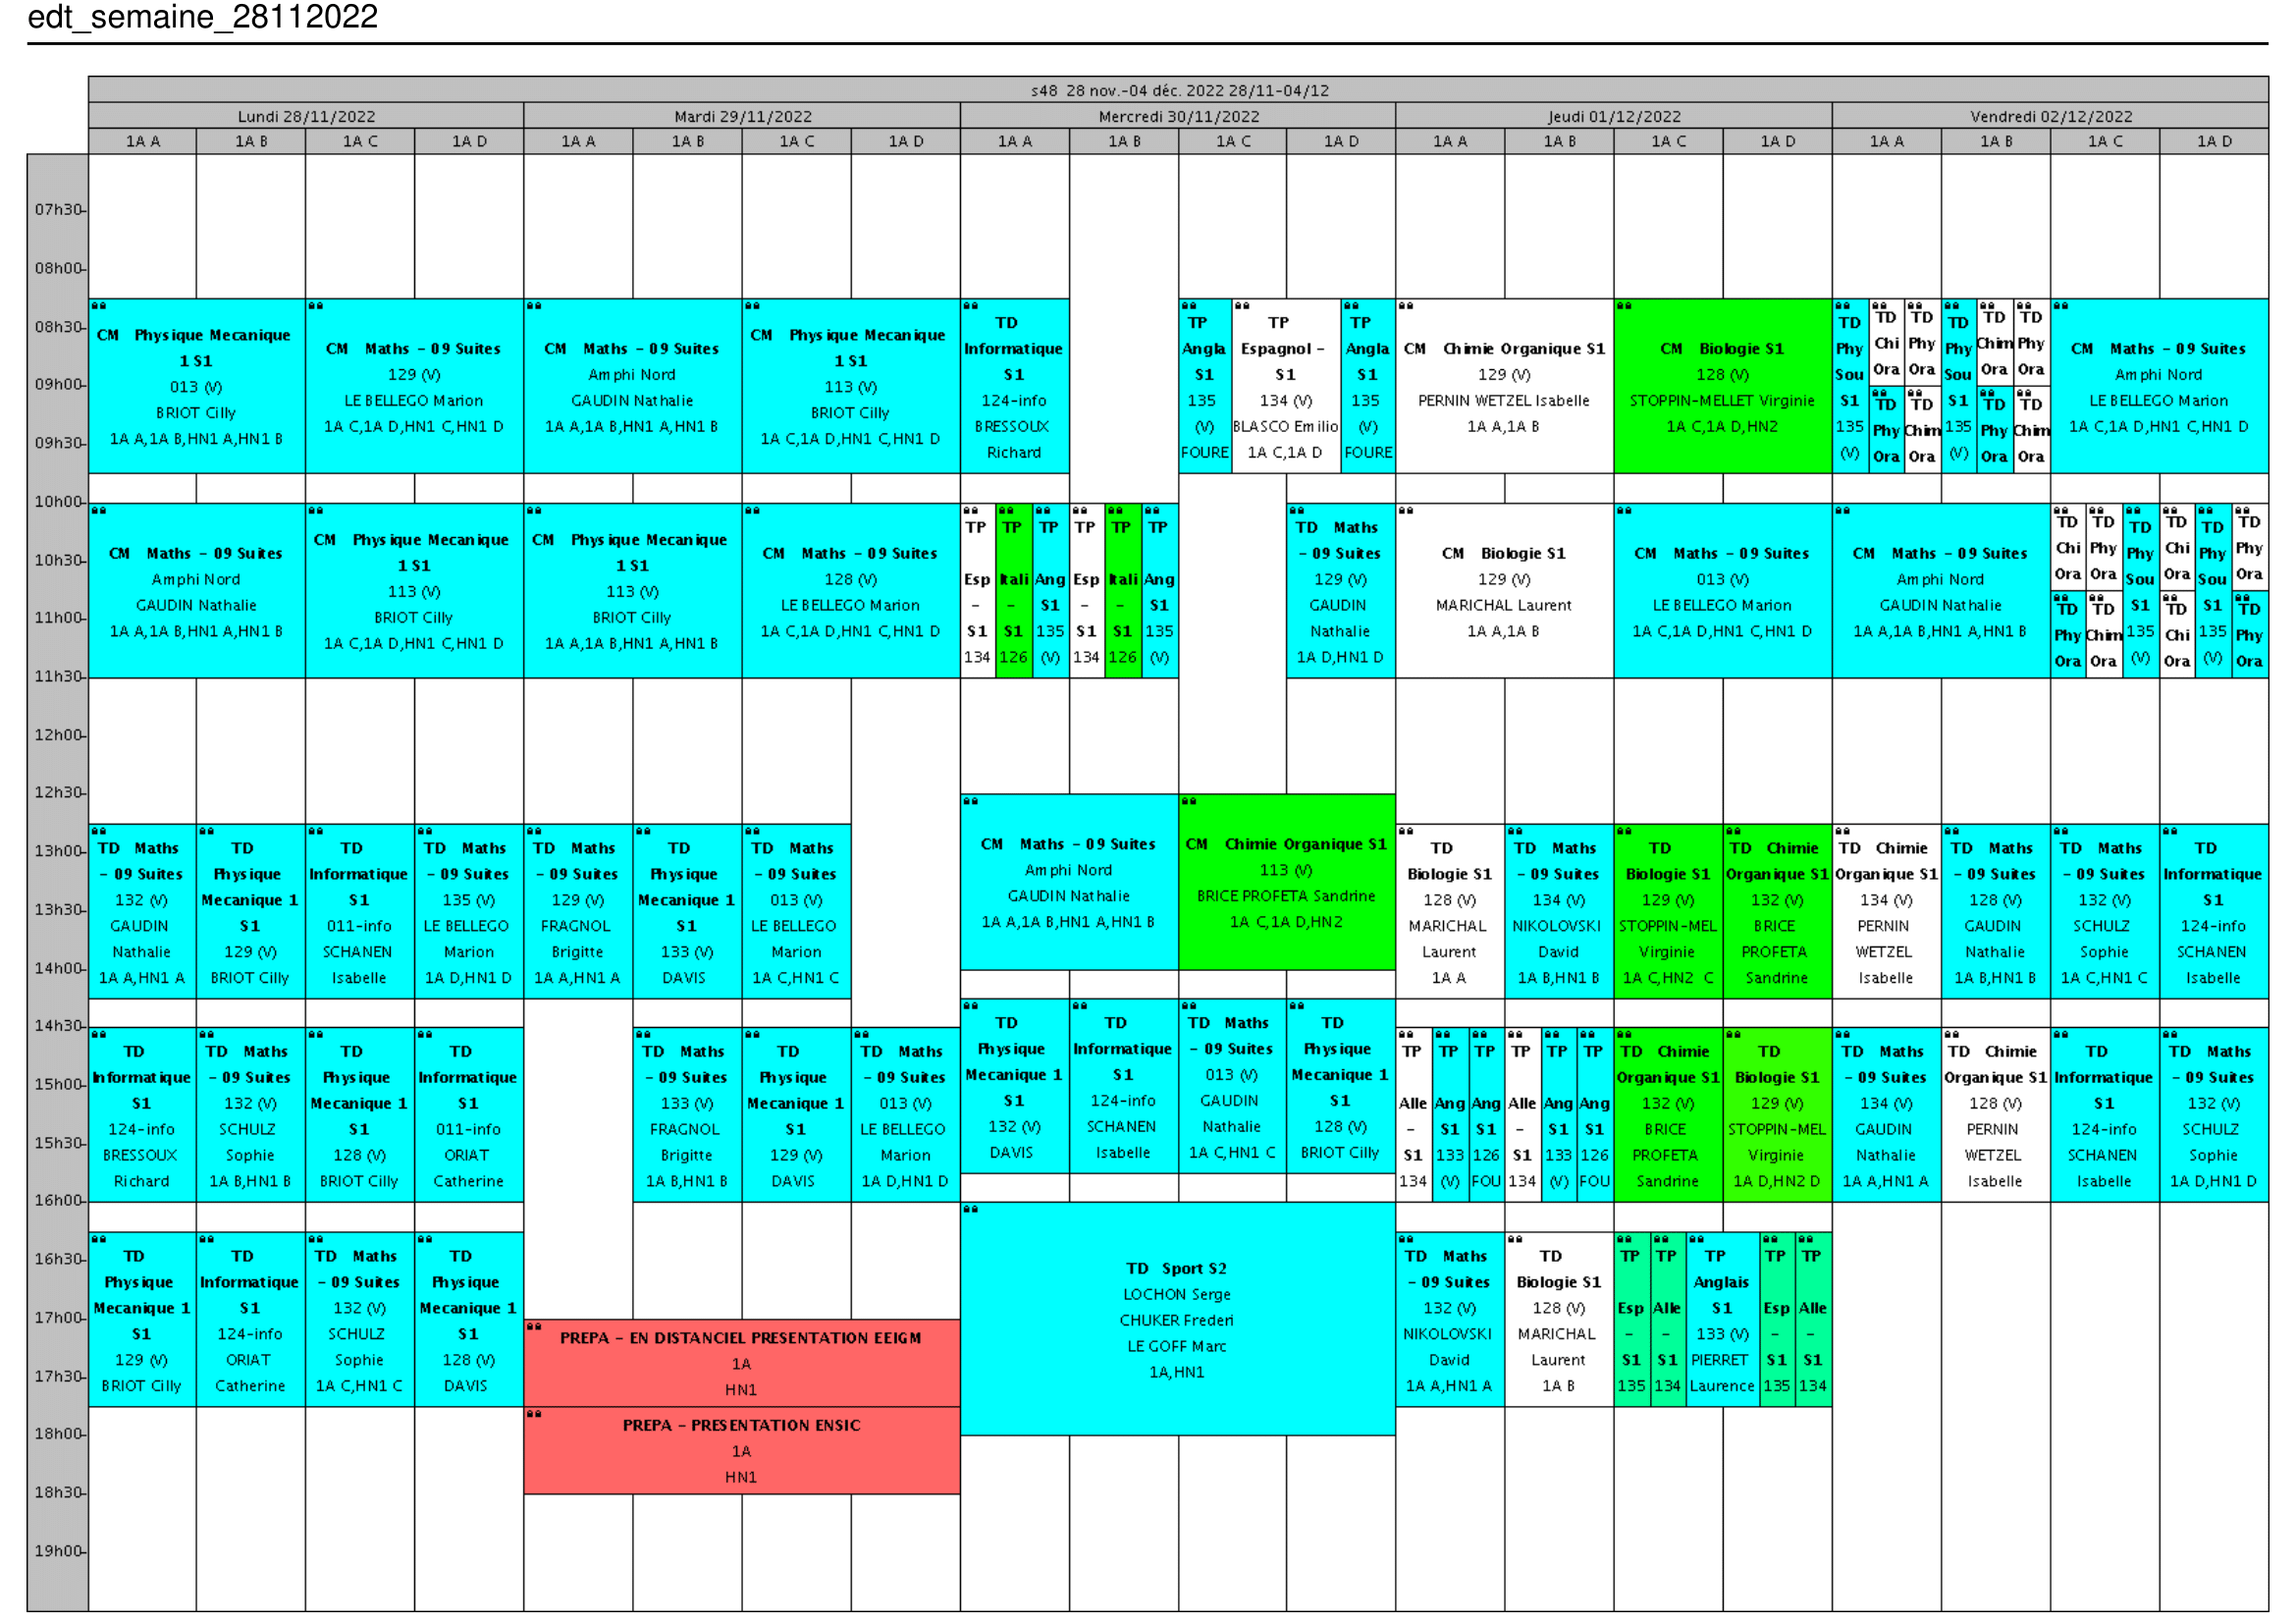 edt_semaine_28112022
s48 28 nov.-04 déc. 2022 28/11-04/12
Lundi 28/11/2022 Mardi 29/11/2022 Mercredi 30/11/2022 Jeudi 01/12/2022 Vendredi 02/12/2022
1A A 1A B 1A C 1A D 1A A 1A B 1A C 1A D 1A A 1A B 1A C 1A D 1A A 1A B 1A C 1A D 1A A 1A B 1A C 1A D
07h30
08h00
08h30
09h00
09h30
10h00
10h30
11h00
11h30
12h00
12h30
13h00
13h30
14h00
14h30
15h00
15h30
16h00
16h30
17h00
17h30
18h00
18h30
19h00
CM Physique Mecanique
1 S1
013 (V)
BRIOT Cilly
1A A,1A B,HN1 A,HN1 B
CM Maths - 09 Suites
129 (V)
LE BELLEGO Marion
1A C,1A D,HN1 C,HN1 D
CM Maths - 09 Suites
Amphi Nord
GAUDIN Nathalie
1A A,1A B,HN1 A,HN1 B
CM Physique Mecanique
1 S1
113 (V)
BRIOT Cilly
1A C,1A D,HN1 C,HN1 D
TD
Informatique
S1
124-info
BRESSOUX
Richard
TP
Angla
S1
135
(V)
FOURE
TP
Espagnol -
S1
134 (V)
BLASCO Emilio
1A C,1A D
TP
Angla
S1
135
(V)
FOURE
CM Chimie Organique S1
129 (V)
PERNIN WETZEL Isabelle
1A A,1A B
CM Biologie S1
128 (V)
STOPPIN-MELLET Virginie
1A C,1A D,HN2
TD
Phy
Sou
S1
135
(V)
TD
Chi
Ora
TD
Phy
Ora
TD
Phy
Ora
TD
Chim
Ora
TD
Phy
Sou
S1
135
(V)
TD
Chim
Ora
TD
Phy
Ora
TD
Phy
Ora
TD
Chim
Ora
CM Maths - 09 Suites
Amphi Nord
LE BELLEGO Marion
1A C,1A D,HN1 C,HN1 D
CM Maths - 09 Suites
Amphi Nord
GAUDIN Nathalie
1A A,1A B,HN1 A,HN1 B
CM Physique Mecanique
1 S1
113 (V)
BRIOT Cilly
1A C,1A D,HN1 C,HN1 D
CM Physique Mecanique
1 S1
113 (V)
BRIOT Cilly
1A A,1A B,HN1 A,HN1 B
CM Maths - 09 Suites
128 (V)
LE BELLEGO Marion
1A C,1A D,HN1 C,HN1 D
TP
Esp
-
S1
134
TP
Itali
-
S1
126
TP
Ang
S1
135
(V)
TP
Esp
-
S1
134
TP
Itali
-
S1
126
TP
Ang
S1
135
(V)
TD Maths
- 09 Suites
129 (V)
GAUDIN
Nathalie
1A D,HN1 D
CM Biologie S1
129 (V)
MARICHAL Laurent
1A A,1A B
CM Maths - 09 Suites
013 (V)
LE BELLEGO Marion
1A C,1A D,HN1 C,HN1 D
CM Maths - 09 Suites
Amphi Nord
GAUDIN Nathalie
1A A,1A B,HN1 A,HN1 B
TD
Chi
Ora
TD
Phy
Ora
TD
Phy
Sou
S1
135
(V)
TD
Phy
Ora
TD
Chim
Ora
TD
Chi
Ora
TD
Phy
Sou
S1
135
(V)
TD
Phy
Ora
TD
Chi
Ora
TD
Phy
Ora
TD Maths
- 09 Suites
132 (V)
GAUDIN
Nathalie
1A A,HN1 A
TD
Physique
Mecanique 1
S1
129 (V)
BRIOT Cilly
TD
Informatique
S1
011-info
SCHANEN
Isabelle
TD Maths
- 09 Suites
135 (V)
LE BELLEGO
Marion
1A D,HN1 D
TD Maths
- 09 Suites
129 (V)
FRAGNOL
Brigitte
1A A,HN1 A
TD
Physique
Mecanique 1
S1
133 (V)
DAVIS
TD Maths
- 09 Suites
013 (V)
LE BELLEGO
Marion
1A C,HN1 C
CM Maths - 09 Suites
Amphi Nord
GAUDIN Nathalie
1A A,1A B,HN1 A,HN1 B
CM Chimie Organique S1
113 (V)
BRICE PROFETA Sandrine
1A C,1A D,HN2
TD
Biologie S1
128 (V)
MARICHAL
Laurent
1A A
TD Maths
- 09 Suites
134 (V)
NIKOLOVSKI
David
1A B,HN1 B
TD
Biologie S1
129 (V)
STOPPIN-MEL
Virginie
1A C,HN2 C
TD Chimie
Organique S1
132 (V)
BRICE
PROFETA
Sandrine
TD Chimie
Organique S1
134 (V)
PERNIN
WETZEL
Isabelle
TD Maths
- 09 Suites
128 (V)
GAUDIN
Nathalie
1A B,HN1 B
TD Maths
- 09 Suites
132 (V)
SCHULZ
Sophie
1A C,HN1 C
TD
Informatique
S1
124-info
SCHANEN
Isabelle
TD
Informatique
S1
124-info
BRESSOUX
Richard
TD Maths
- 09 Suites
132 (V)
SCHULZ
Sophie
1A B,HN1 B
TD
Physique
Mecanique 1
S1
128 (V)
BRIOT Cilly
TD
Informatique
S1
011-info
ORIAT
Catherine
TD Maths
- 09 Suites
133 (V)
FRAGNOL
Brigitte
1A B,HN1 B
TD
Physique
Mecanique 1
S1
129 (V)
DAVIS
TD Maths
- 09 Suites
013 (V)
LE BELLEGO
Marion
1A D,HN1 D
TD
Physique
Mecanique 1
S1
132 (V)
DAVIS
TD
Informatique
S1
124-info
SCHANEN
Isabelle
TD Maths
- 09 Suites
013 (V)
GAUDIN
Nathalie
1A C,HN1 C
TD
Physique
Mecanique 1
S1
128 (V)
BRIOT Cilly
TP
Alle
-
S1
134
TP
Ang
S1
133
(V)
TP
Ang
S1
126
FOU
TP
Alle
-
S1
134
TP
Ang
S1
133
(V)
TP
Ang
S1
126
FOU
TD Chimie
Organique S1
132 (V)
BRICE
PROFETA
Sandrine
TD
Biologie S1
129 (V)
STOPPIN-MEL
Virginie
1A D,HN2 D
TD Maths
- 09 Suites
134 (V)
GAUDIN
Nathalie
1A A,HN1 A
TD Chimie
Organique S1
128 (V)
PERNIN
WETZEL
Isabelle
TD
Informatique
S1
124-info
SCHANEN
Isabelle
TD Maths
- 09 Suites
132 (V)
SCHULZ
Sophie
1A D,HN1 D
TD
Physique
Mecanique 1
S1
129 (V)
BRIOT Cilly
TD
Informatique
S1
124-info
ORIAT
Catherine
TD Maths
- 09 Suites
132 (V)
SCHULZ
Sophie
1A C,HN1 C
TD
Physique
Mecanique 1
S1
128 (V)
DAVIS
PREPA - EN DISTANCIEL PRESENTATION EEIGM
1A
HN1
PREPA - PRESENTATION ENSIC
1A
HN1
TD Sport S2
LOCHON Serge
CHUKER Frederi
LE GOFF Marc
1A,HN1
TD Maths
- 09 Suites
132 (V)
NIKOLOVSKI
David
1A A,HN1 A
TD
Biologie S1
128 (V)
MARICHAL
Laurent
1A B
TP
Esp
-
S1
135
TP
Alle
-
S1
134
TP
Anglais
S1
133 (V)
PIERRET
Laurence
TP
Esp
-
S1
135
TP
Alle
-
S1
134